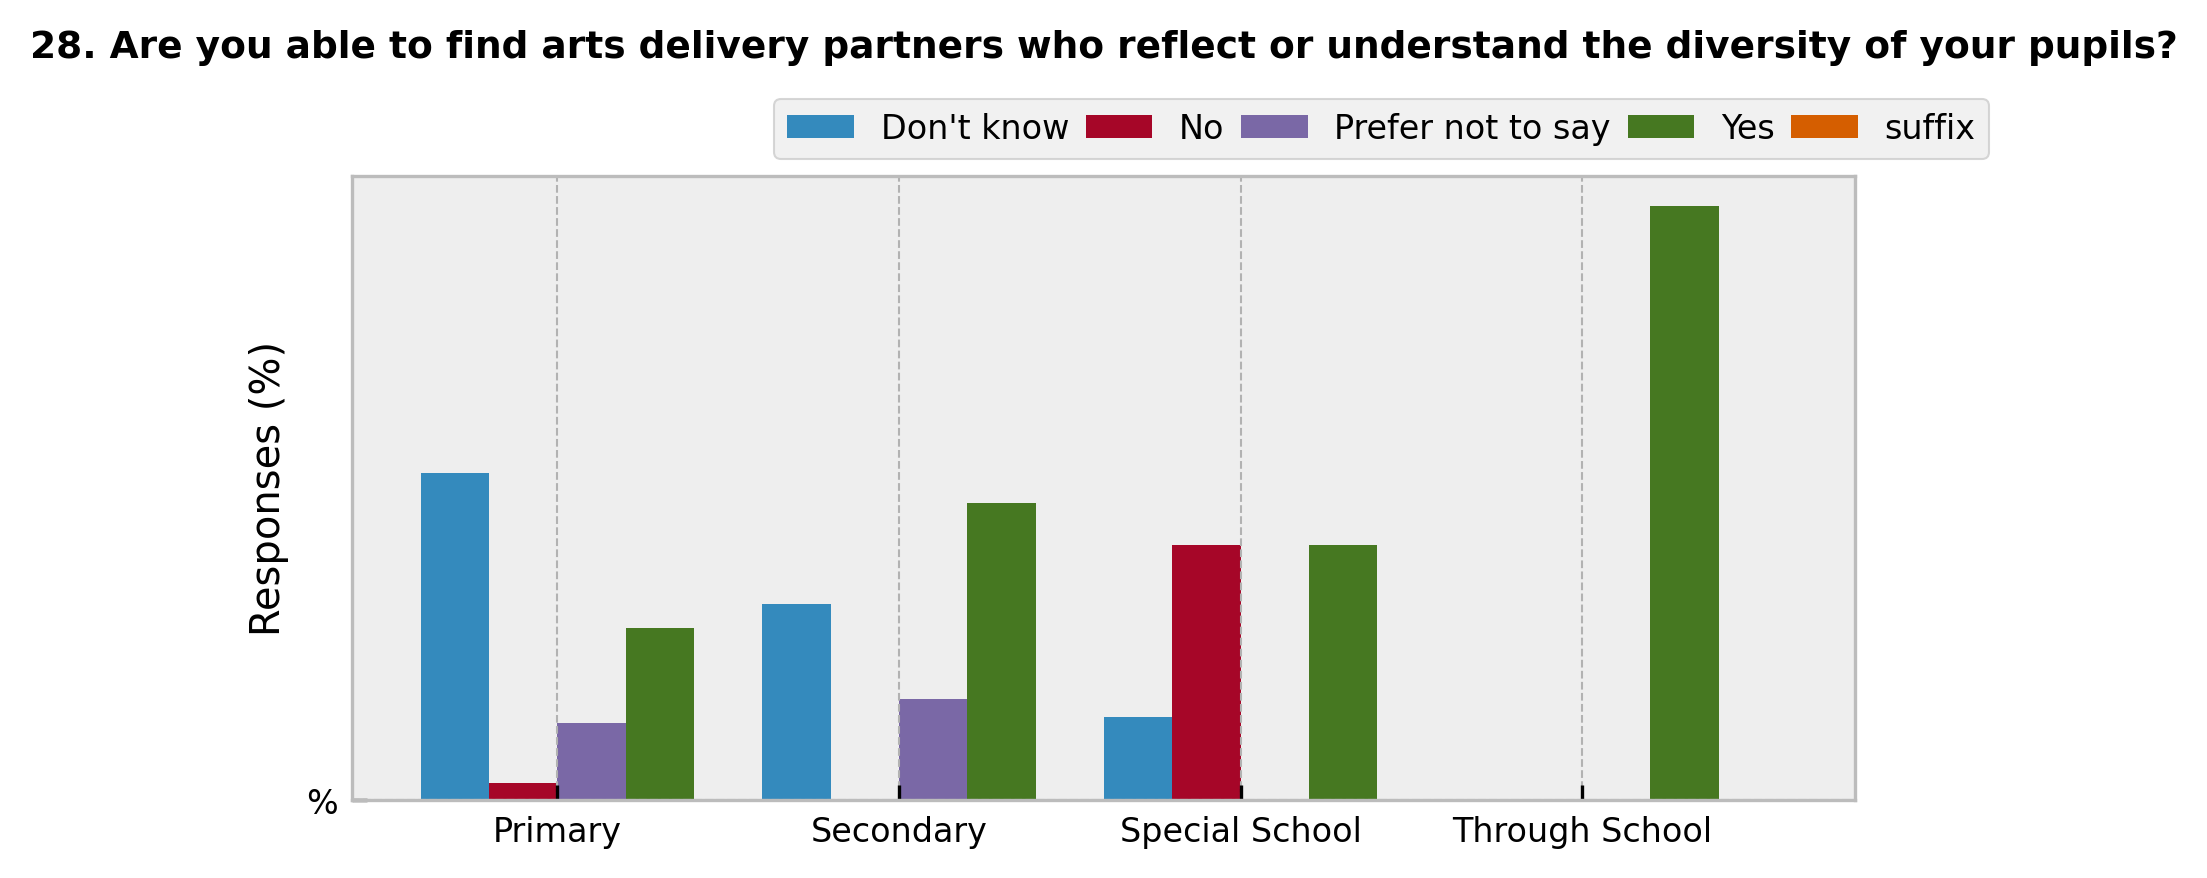 28. Are you able to find arts delivery partners who reflect or understand the diversity of your pupils?
Don't know No Prefer not to say Yes suffix
Responses (%)
%
Primary Secondary Special School Through School